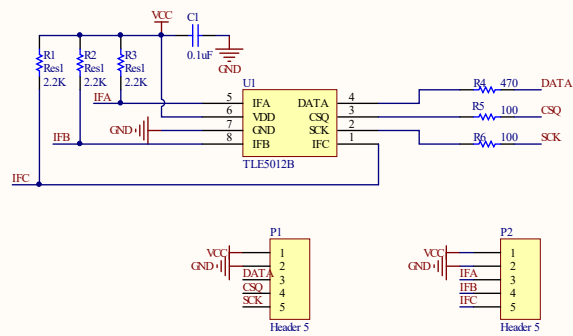 VCC
C1
0.1uF
GND
R1
Res1
2.2K
R2
Res1
2.2K
R3
Res1
2.2K
U1
IFA 5 IFA DATA 4 R4 470 DATA
6 VDD CSQ 3 R5 100 CSQ
GND 7 GND SCK 2 R6 100 SCK
IFB 8 IFB IFC 1
TLE5012B
IFC
P1
VCC 1
GND 2
DATA 3
CSQ 4
SCK 5
Header 5
P2
VCC 1
GND 2
IFA 3
IFB 4
IFC 5
Header 5